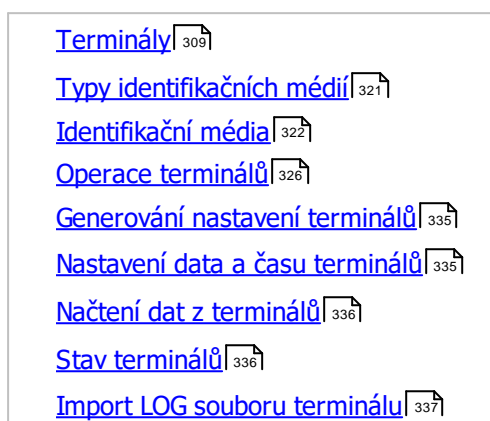 Terminály 309
Typy identifikačních médií 321
Identifikační média 322
Operace terminálů 326
Generování nastavení terminálů 335
Nastavení data a času terminálů 335
Načtení dat z terminálů 336
Stav terminálů 336
Import LOG souboru terminálu 337